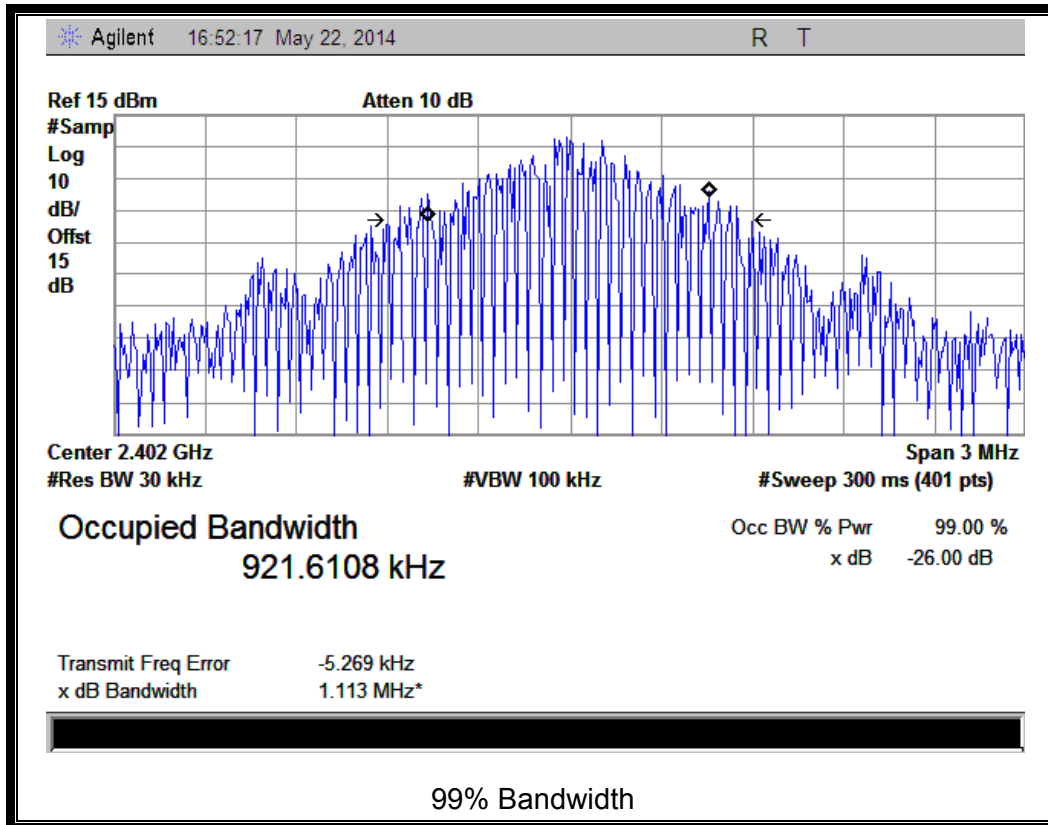 Agilent 16:52:17 May 22, 2014 R T
Ref 15 dBm Atten 10 dB
#Samp
Log
10
dB/
Offst
15
dB
Center 2.402 GHz Span 3 MHz
#Res BW 30 kHz #VBW 100 kHz #Sweep 300 ms (401 pts)
Occupied Bandwidth Occ BW % Pwr 99.00 %
921.6108 kHz x dB -26.00 dB
Transmit Freq Error -5.269 kHz
x dB Bandwidth 1.113 MHz*
99% Bandwidth